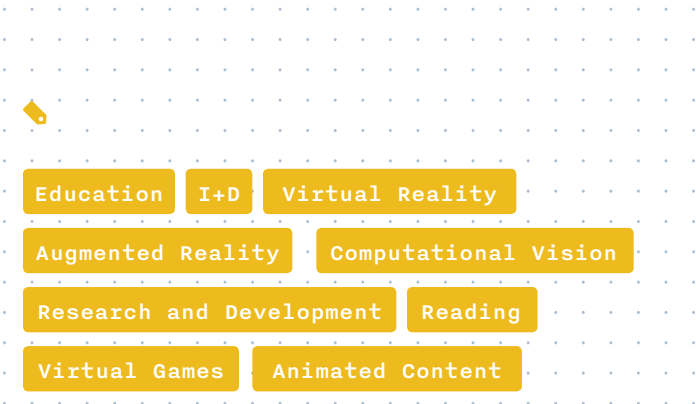 Education I+D Virtual Reality
Augmented Reality Computational Vision
Research and Development Reading
Virtual Games Animated Content